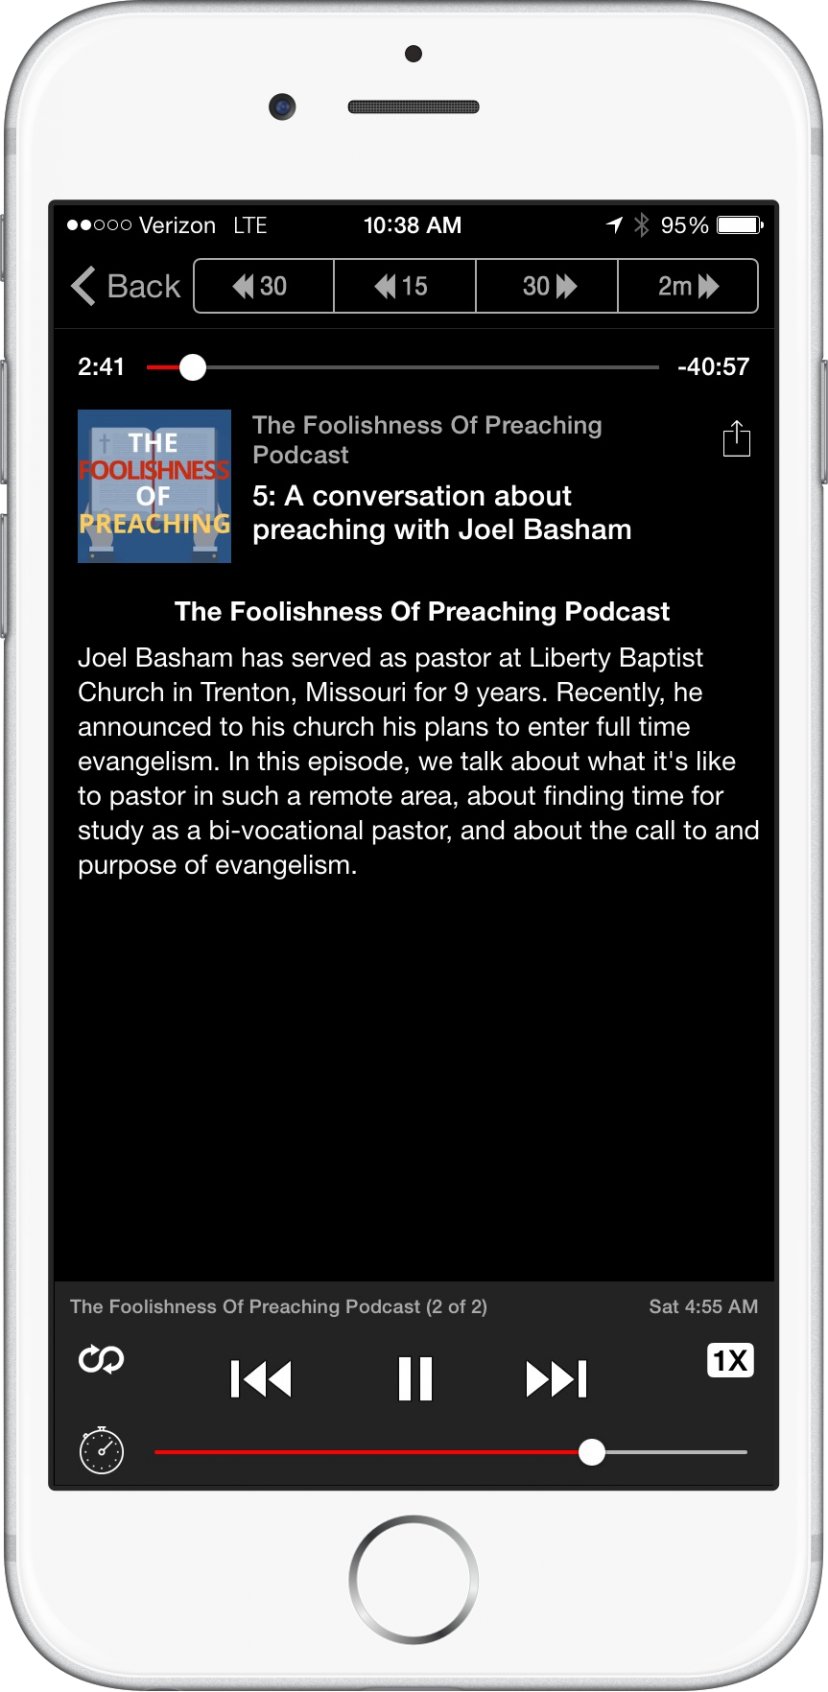 Verizon LTE 10:38 AM 95%
Back 30 15 30 2m
2:41 -40:57
THE
FOOLISHNESS
OF
PREACHING
The Foolishness Of Preaching
Podcast
5: A conversation about
preaching with Joel Basham
The Foolishness Of Preaching Podcast
Joel Basham has served as pastor at Liberty Baptist
Church in Trenton, Missouri for 9 years. Recently, he
announced to his church his plans to enter full time
evangelism. In this episode, we talk about what it's like
to pastor in such a remote area, about finding time for
study as a bi-vocational pastor, and about the call to and
purpose of evangelism.
The Foolishness Of Preaching Podcast (2 of 2) Sat 4:55 AM
1X